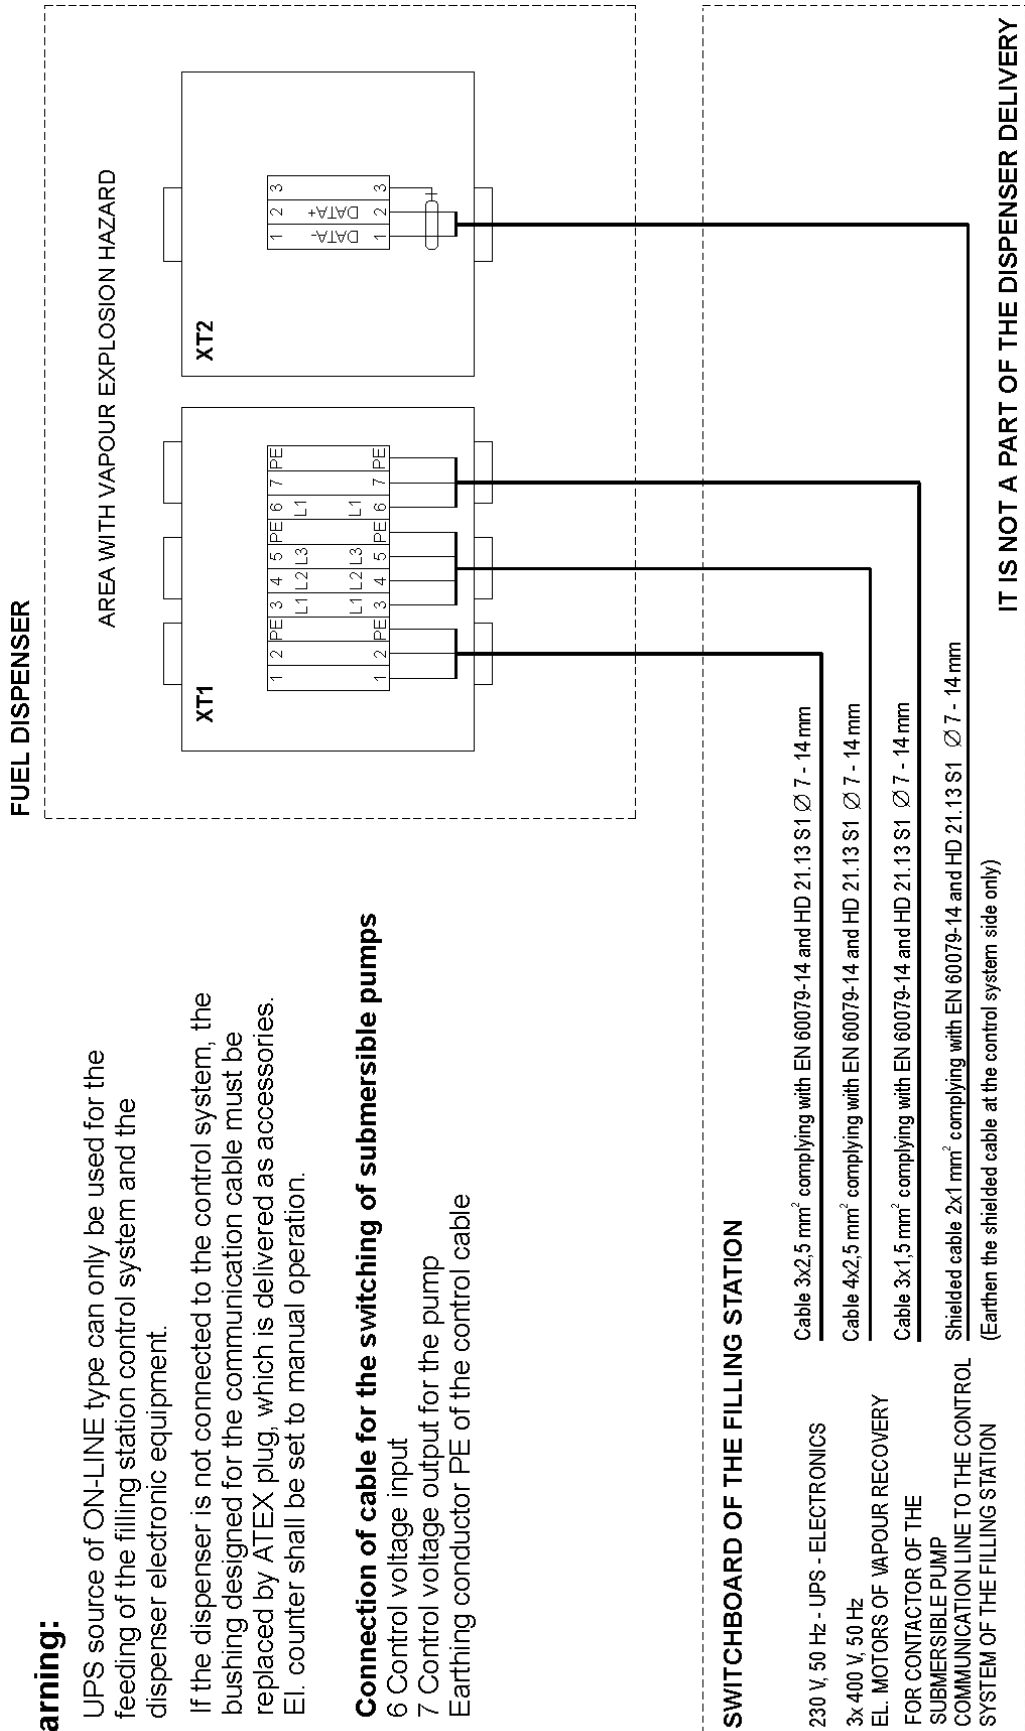 arning:
UPS source of ON-LINE type can only be used for the
feeding of the filling station control system and the
dispenser electronic equipment.
If the dispenser is not connected to the control system, the
bushing designed for the communication cable must be
replaced by ATEX plug, which is delivered as accessories.
El. counter shall be set to manual operation.
Connection of cable for the switching of submersible pumps
6 Control voltage input
7 Control voltage output for the pump
Earthing conductor PE of the control cable
FUEL DISPENSER
AREA WITH VAPOUR EXPLOSION HAZARD
XT1
1 2 PE 3 4 5 PE 6 7 PE
L1 L2 L3 L1
L1 L2 L3 L1
1 2 PE 3 4 5 PE 6 7 PE
XT2
1 2 3
DATA- DATA+
1 2 3
SWITCHBOARD OF THE FILLING STATION
230 V, 50 Hz - UPS - ELECTRONICS
Cable 3x2,5 mm² complying with EN 60079-14 and HD 21.13 S1 Ø 7 - 14 mm
3x 400 V, 50 Hz
EL. MOTORS OF VAPOUR RECOVERY
Cable 4x2,5 mm² complying with EN 60079-14 and HD 21.13 S1 Ø 7 - 14 mm
FOR CONTACTOR OF THE
SUBMERSIBLE PUMP
Cable 3x1,5 mm² complying with EN 60079-14 and HD 21.13 S1 Ø 7 - 14 mm
COMMUNICATION LINE TO THE CONTROL
SYSTEM OF THE FILLING STATION
Shielded cable 2x1 mm² complying with EN 60079-14 and HD 21.13 S1 Ø 7 - 14 mm
(Earthen the shielded cable at the control system side only)
IT IS NOT A PART OF THE DISPENSER DELIVERY